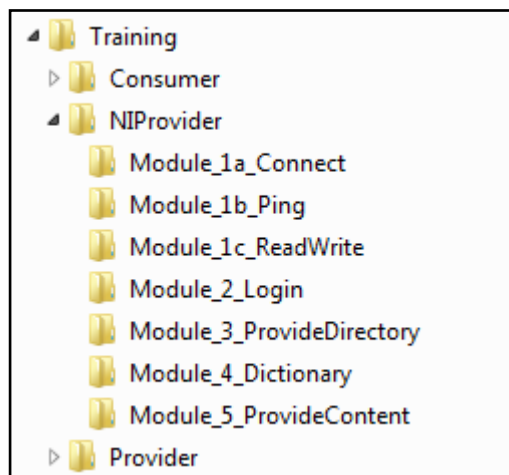 Training
Consumer
NIProvider
Module_1a_Connect
Module_1b_Ping
Module_1c_ReadWrite
Module_2_Login
Module_3_ProvideDirectory
Module_4_Dictionary
Module_5_ProvideContent
Provider